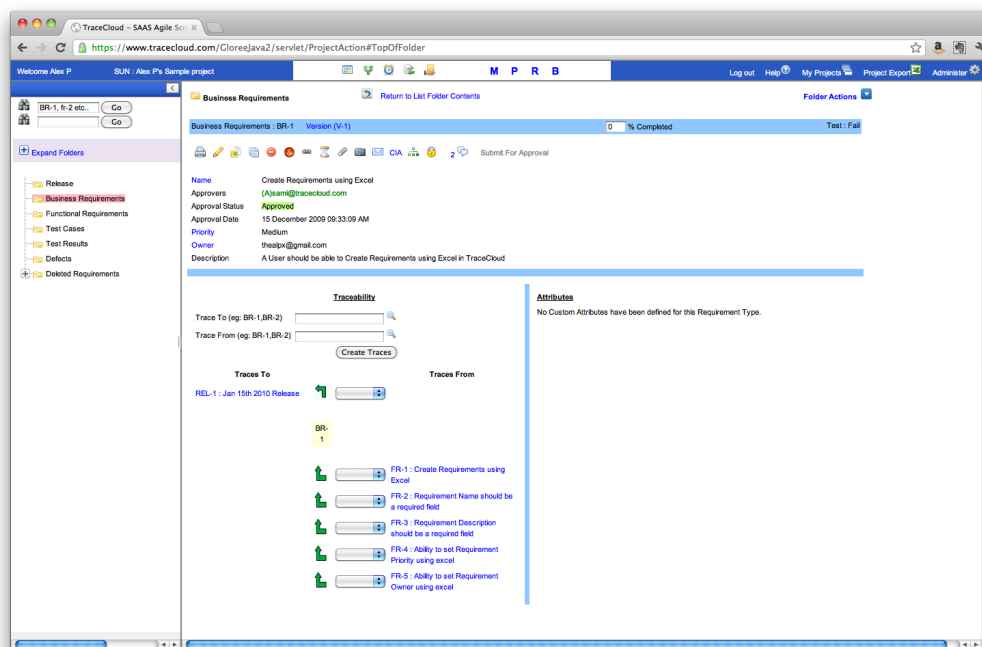 TraceCloud - SAAS Agile Scr
https://www.tracecloud.com/GloreeJava2/servlet/ProjectAction#TopOfFolder
Welcome Alex P SUN : Alex P's Sample project M P R B Log out Help My Projects Project Export Administer
BR-1, fr-2 etc.. Go
Go
Expand Folders
Release
Business Requirements
Functional Requirements
Test Cases
Test Results
Defects
Deleted Requirements
Business Requirements Return to List Folder Contents Folder Actions
Business Requirements : BR-1 Version (V-1) 0 % Completed Test : Fail
CIA 2 Submit For Approval
Name Create Requirements using Excel
Approvers (A)sami@tracecloud.com
Approval Status Approved
Approval Date 15 December 2009 09:33:09 AM
Priority Medium
Owner thealpx@gmail.com
Description A User should be able to Create Requirements using Excel in TraceCloud
Traceability
Trace To (eg: BR-1,BR-2)
Trace From (eg: BR-1,BR-2)
Create Traces
Traces To Traces From
REL-1 : Jan 15th 2010 Release
BR-
1
FR-1 : Create Requirements using
Excel
FR-2 : Requirement Name should be
a required field
FR-3 : Requirement Description
should be a required field
FR-4 : Ability to set Requirement
Priority using excel
FR-5 : Ability to set Requirement
Owner using excel
Attributes
No Custom Attributes have been defined for this Requirement Type.